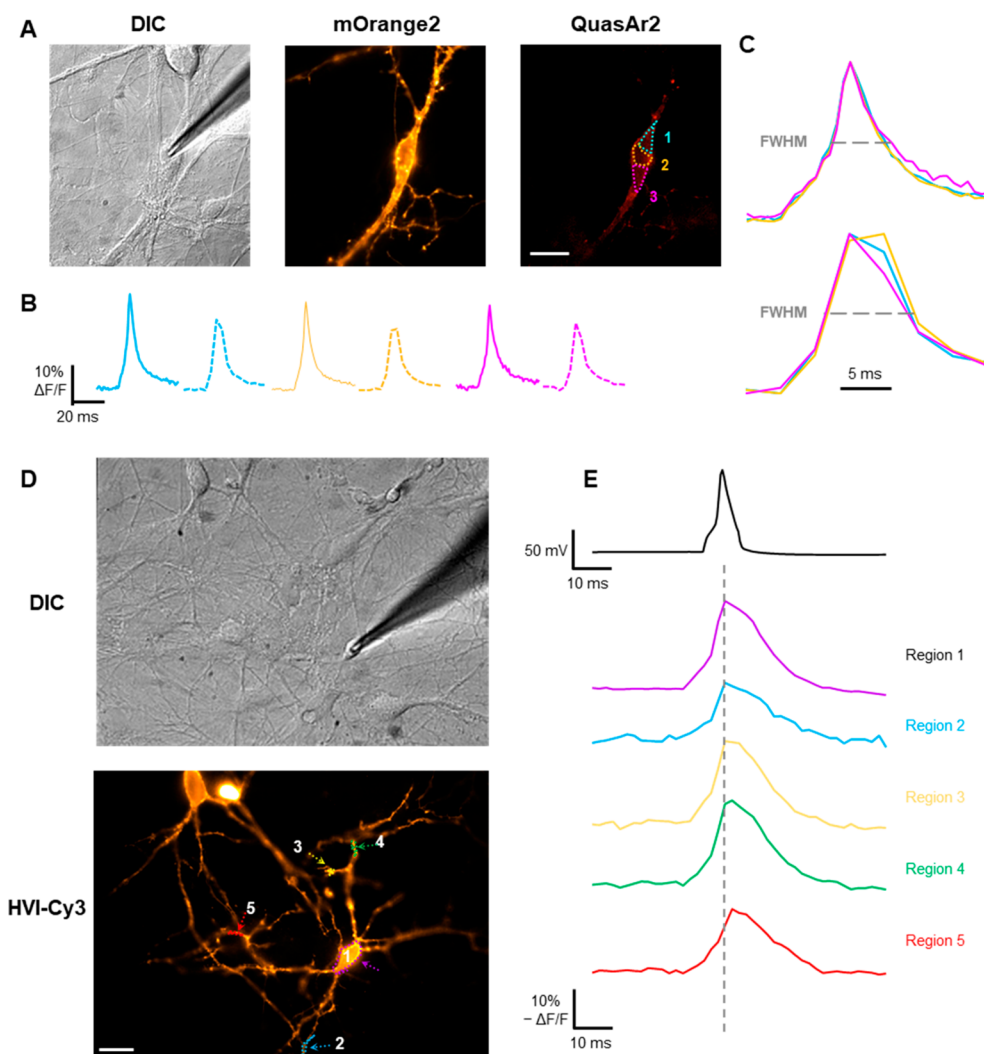 A
DIC
mOrange2
QuasAr2
1
2
3
B
10%
ΔF/F
20 ms
C
FWHM
FWHM
5 ms
D
DIC
HVI-Cy3
3
4
5
1
2
E
50 mV
10 ms
Region 1
Region 2
Region 3
Region 4
Region 5
10%
− ΔF/F
10 ms